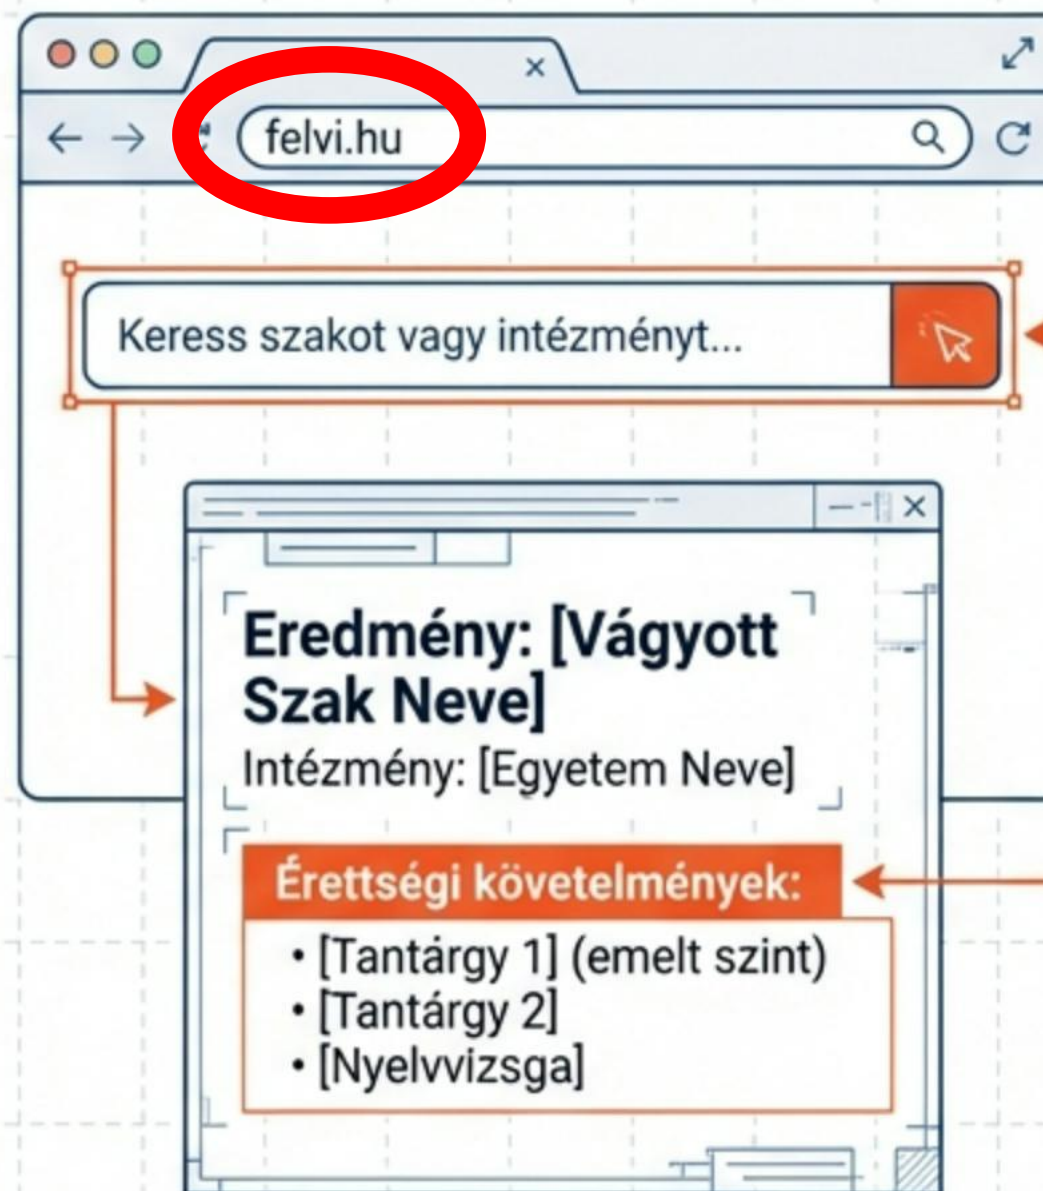 felvi.hu
Keress szakot vagy intézményt...
Eredmény: [Vágyott
Szak Neve]
Intézmény: [Egyetem Neve]
Érettségi követelmények:
• [Tantárgy 1] (emelt szint)
• [Tantárgy 2]
• [Nyelvvizsga]